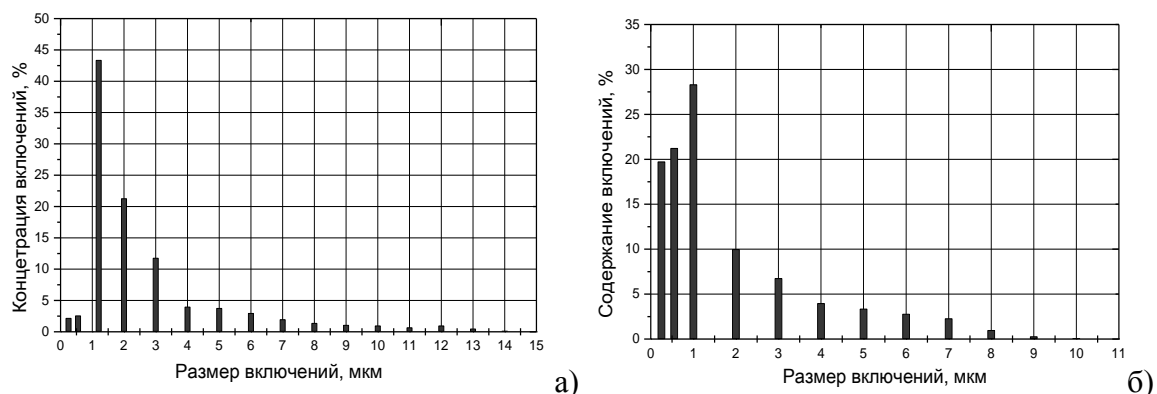 50
45
40
35
30
25
20
15
10
5
0
Концетрация включений, %
0 1 2 3 4 5 6 7 8 9 10 11 12 13 14 15
Размер включений, мкм
а)
35
30
25
20
15
10
5
0
Содержание включений, %
0 1 2 3 4 5 6 7 8 9 10 11
Размер включений, мкм
б)